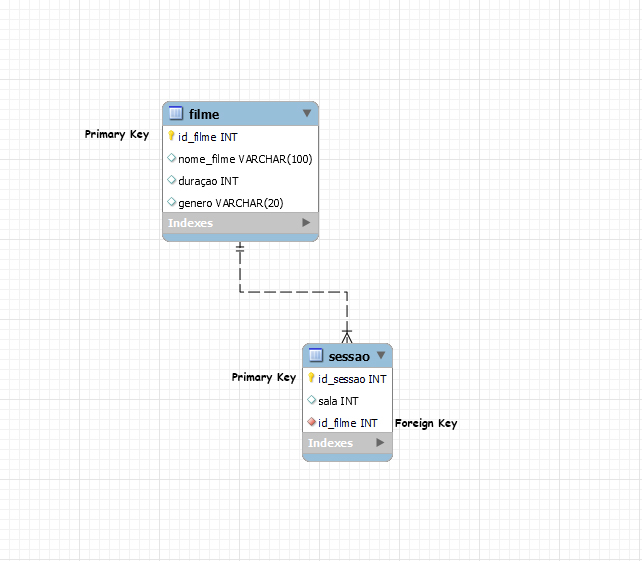 filme
Primary Key
id_filme INT
nome_filme VARCHAR(100)
duraçao INT
genero VARCHAR(20)
Indexes
sessao
Primary Key
id_sessao INT
sala INT
id_filme INT
Foreign Key
Indexes